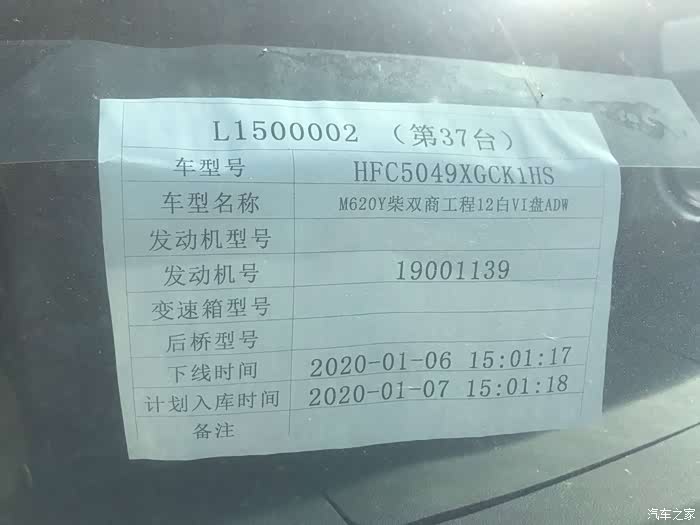 L1500002 （第37台）
车型号 HFC5049XGCK1HS
车型名称 M620Y柴双商工程12白VI盘ADW
发动机型号
发动机号 19001139
变速箱型号
后桥型号
下线时间 2020-01-06 15:01:17
计划入库时间 2020-01-07 15:01:18
备注
汽车之家